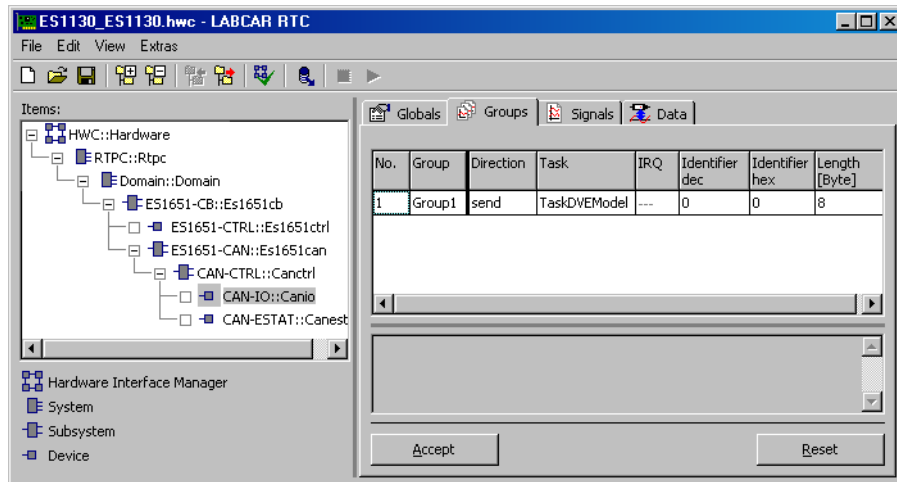 ES1130_ES1130.hwc - LABCAR RTC
File Edit View Extras
Items:
HWC::Hardware
RTPC::Rtpc
Domain::Domain
ES1651-CB::Es1651cb
ES1651-CTRL::Es1651ctrl
ES1651-CAN::Es1651can
CAN-CTRL::Canctrl
CAN-IO::Canio
CAN-ESTAT::Canest
Hardware Interface Manager
System
Subsystem
Device
Globals Groups Signals Data
No. Group Direction Task IRQ Identifier dec Identifier hex Length [Byte]
1 Group1 send TaskDVEModel --- 0 0 8
Accept Reset